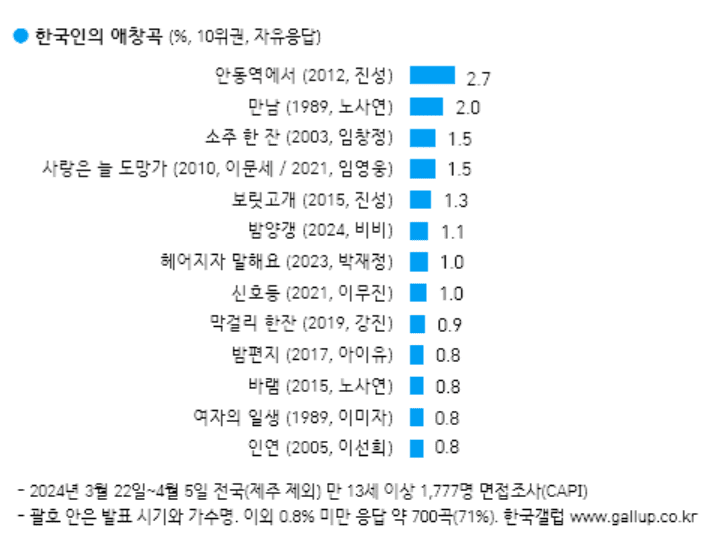 한국인의 애창곡 (%, 10위권, 자유응답)
안동역에서 (2012, 진성) 2.7
만남 (1989, 노사연) 2.0
소주 한 잔 (2003, 임창정) 1.5
사랑은 늘 도망가 (2010, 이문세 / 2021, 임영웅) 1.5
보릿고개 (2015, 진성) 1.3
밤양갱 (2024, 비비) 1.1
헤어지자 말해요 (2023, 박재정) 1.0
신호등 (2021, 이무진) 1.0
막걸리 한잔 (2019, 강진) 0.9
밤편지 (2017, 아이유) 0.8
바램 (2015, 노사연) 0.8
여자의 일생 (1989, 이미자) 0.8
인연 (2005, 이선희) 0.8
- 2024년 3월 22일~4월 5일 전국(제주 제외) 만 13세 이상 1,777명 면접조사(CAPI)
- 괄호 안은 발표 시기와 가수명. 이외 0.8% 미만 응답 약 700곡(71%). 한국갤럽 www.gallup.co.kr